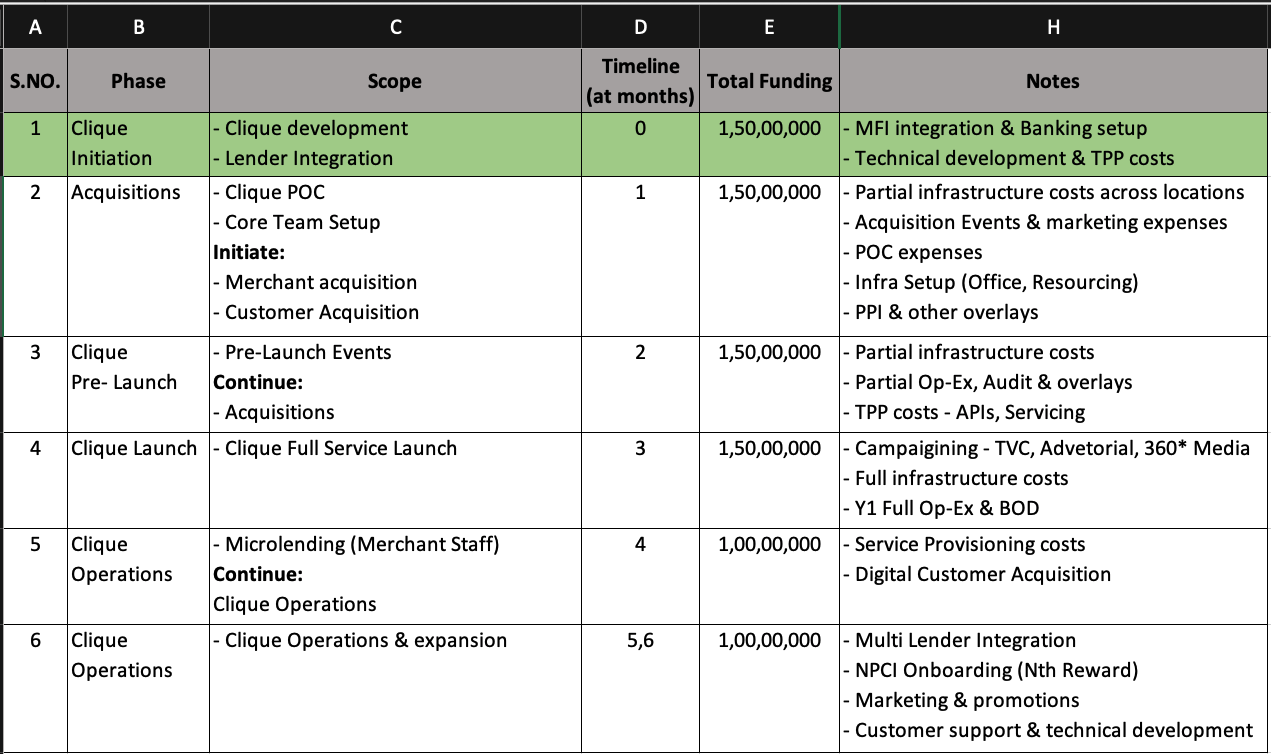 A B C D E H
S.NO. Phase Scope Timeline (at months) Total Funding Notes
1 Clique Initiation - Clique development 0 1,50,00,000 - MFI integration & Banking setup
- Lender Integration - Technical development & TPP costs
2 Acquisitions - Clique POC 1 1,50,00,000 - Partial infrastructure costs across locations
- Core Team Setup - Acquisition Events & marketing expenses
Initiate: - POC expenses
- Merchant acquisition - Infra Setup (Office, Resourcing)
- Customer Acquisition - PPI & other overlays
3 Clique - Pre-Launch Events 2 1,50,00,000 - Partial infrastructure costs
Pre- Launch Continue: - Partial Op-Ex, Audit & overlays
- Acquisitions - TPP costs - APIs, Servicing
4 Clique Launch - Clique Full Service Launch 3 1,50,00,000 - Campaigining - TVC, Advetorial, 360* Media
- Full infrastructure costs
- Y1 Full Op-Ex & BOD
5 Clique - Microlending (Merchant Staff) 4 1,00,00,000 - Service Provisioning costs
Operations Continue: - Digital Customer Acquisition
Clique Operations
6 Clique - Clique Operations & expansion 5,6 1,00,00,000 - Multi Lender Integration
Operations - NPCI Onboarding (Nth Reward)
- Marketing & promotions
- Customer support & technical development